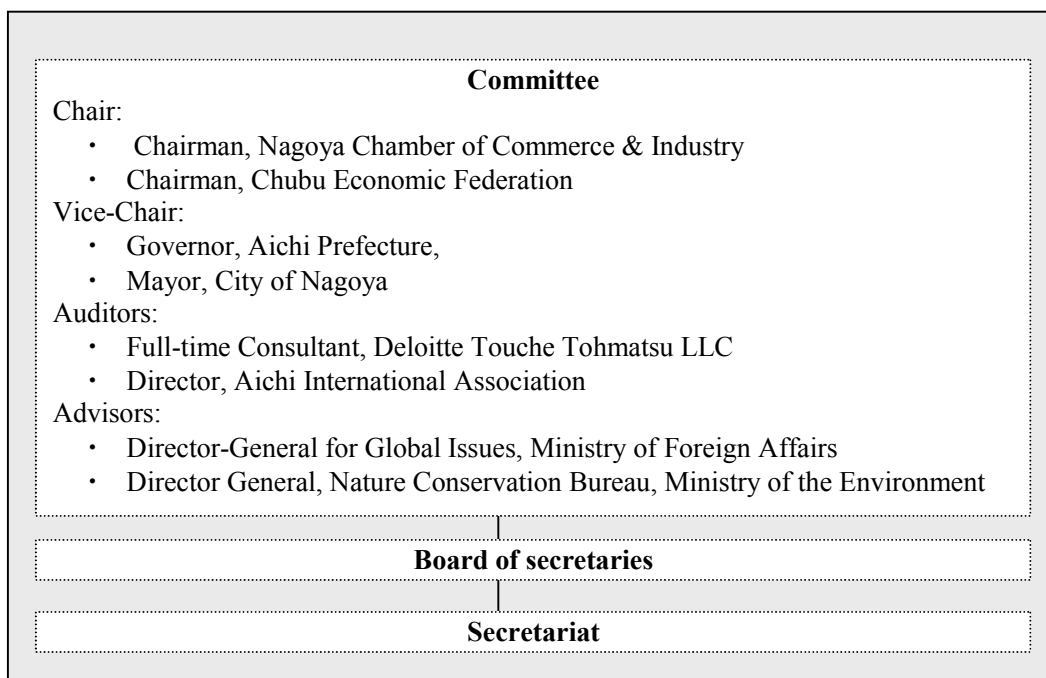 Committee
Chair:
・ Chairman, Nagoya Chamber of Commerce & Industry
・ Chairman, Chubu Economic Federation
Vice-Chair:
・ Governor, Aichi Prefecture,
・ Mayor, City of Nagoya
Auditors:
・ Full-time Consultant, Deloitte Touche Tohmatsu LLC
・ Director, Aichi International Association
Advisors:
・ Director-General for Global Issues, Ministry of Foreign Affairs
・ Director General, Nature Conservation Bureau, Ministry of the Environment
Board of secretaries
Secretariat